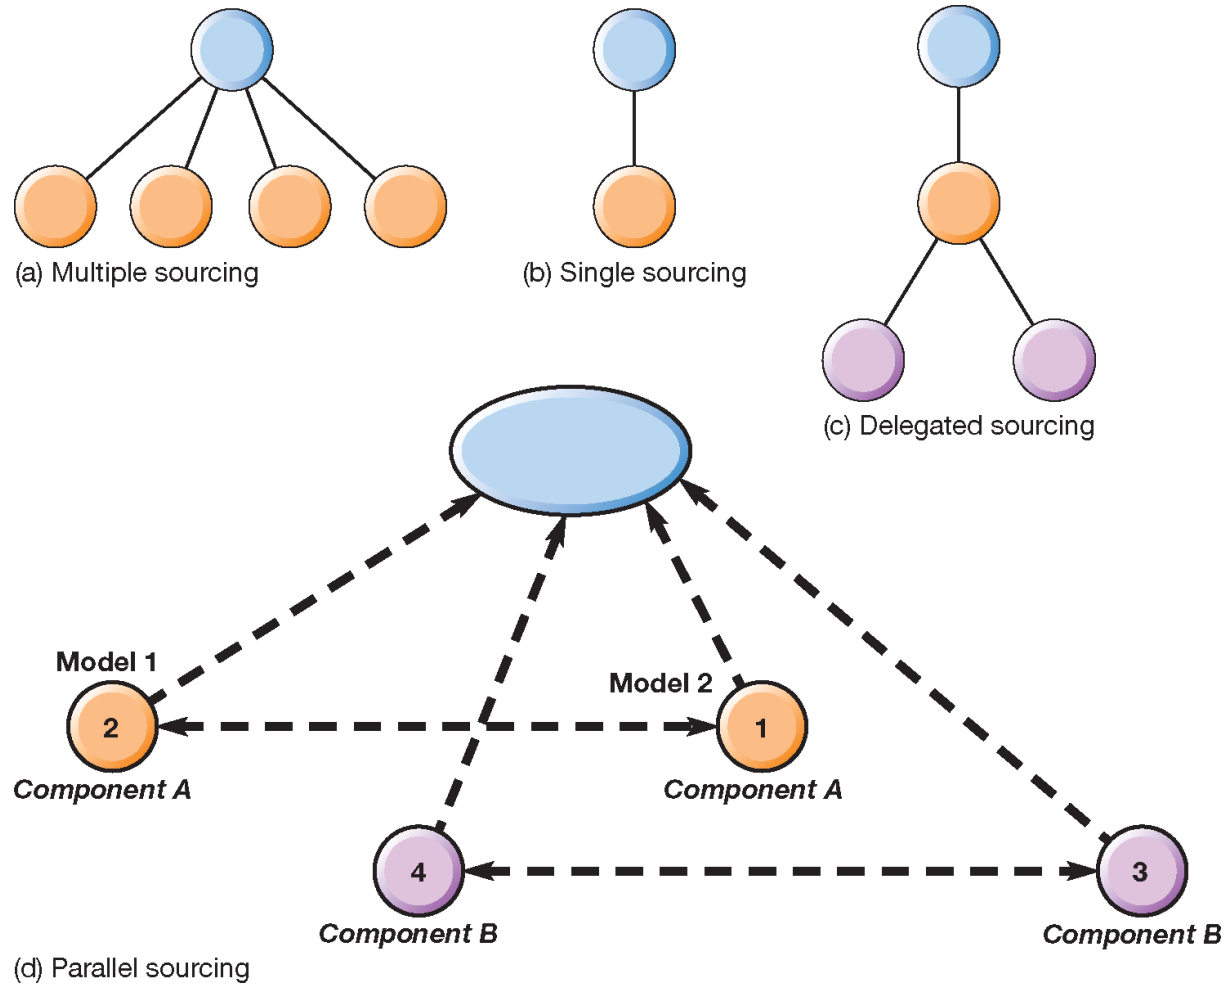 (a) Multiple sourcing
(b) Single sourcing
(c) Delegated sourcing
Model 1
Model 2
2
1
Component A
Component A
4
3
Component B
Component B
(d) Parallel sourcing